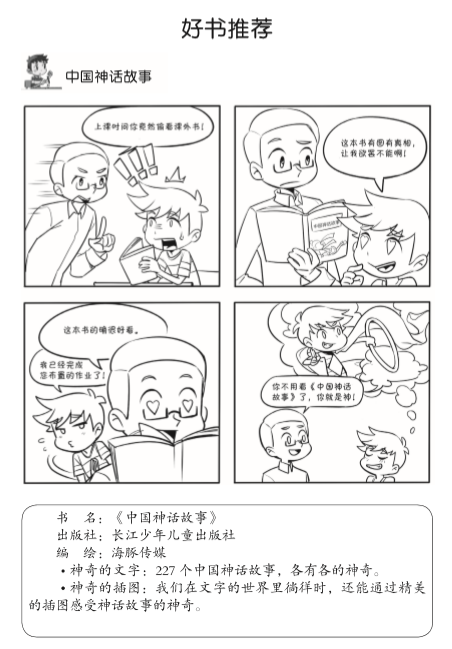 好书推荐
中国神话故事
上课时间你竟然偷看课外书！
!!!
这本书有图有真相，
让我欲罢不能啊！
中国神话故事
这本书的确很好看。
我已经完成
您布置的作业了！
你不用看《中国神话
故事》了，你就是神！
书　名：《中国神话故事》
出版社：长江少年儿童出版社
编　绘：海豚传媒
·神奇的文字：227 个中国神话故事，各有各的神奇。
·神奇的插图：我们在文字的世界里徜徉时，还能通过精美
的插图感受神话故事的神奇。